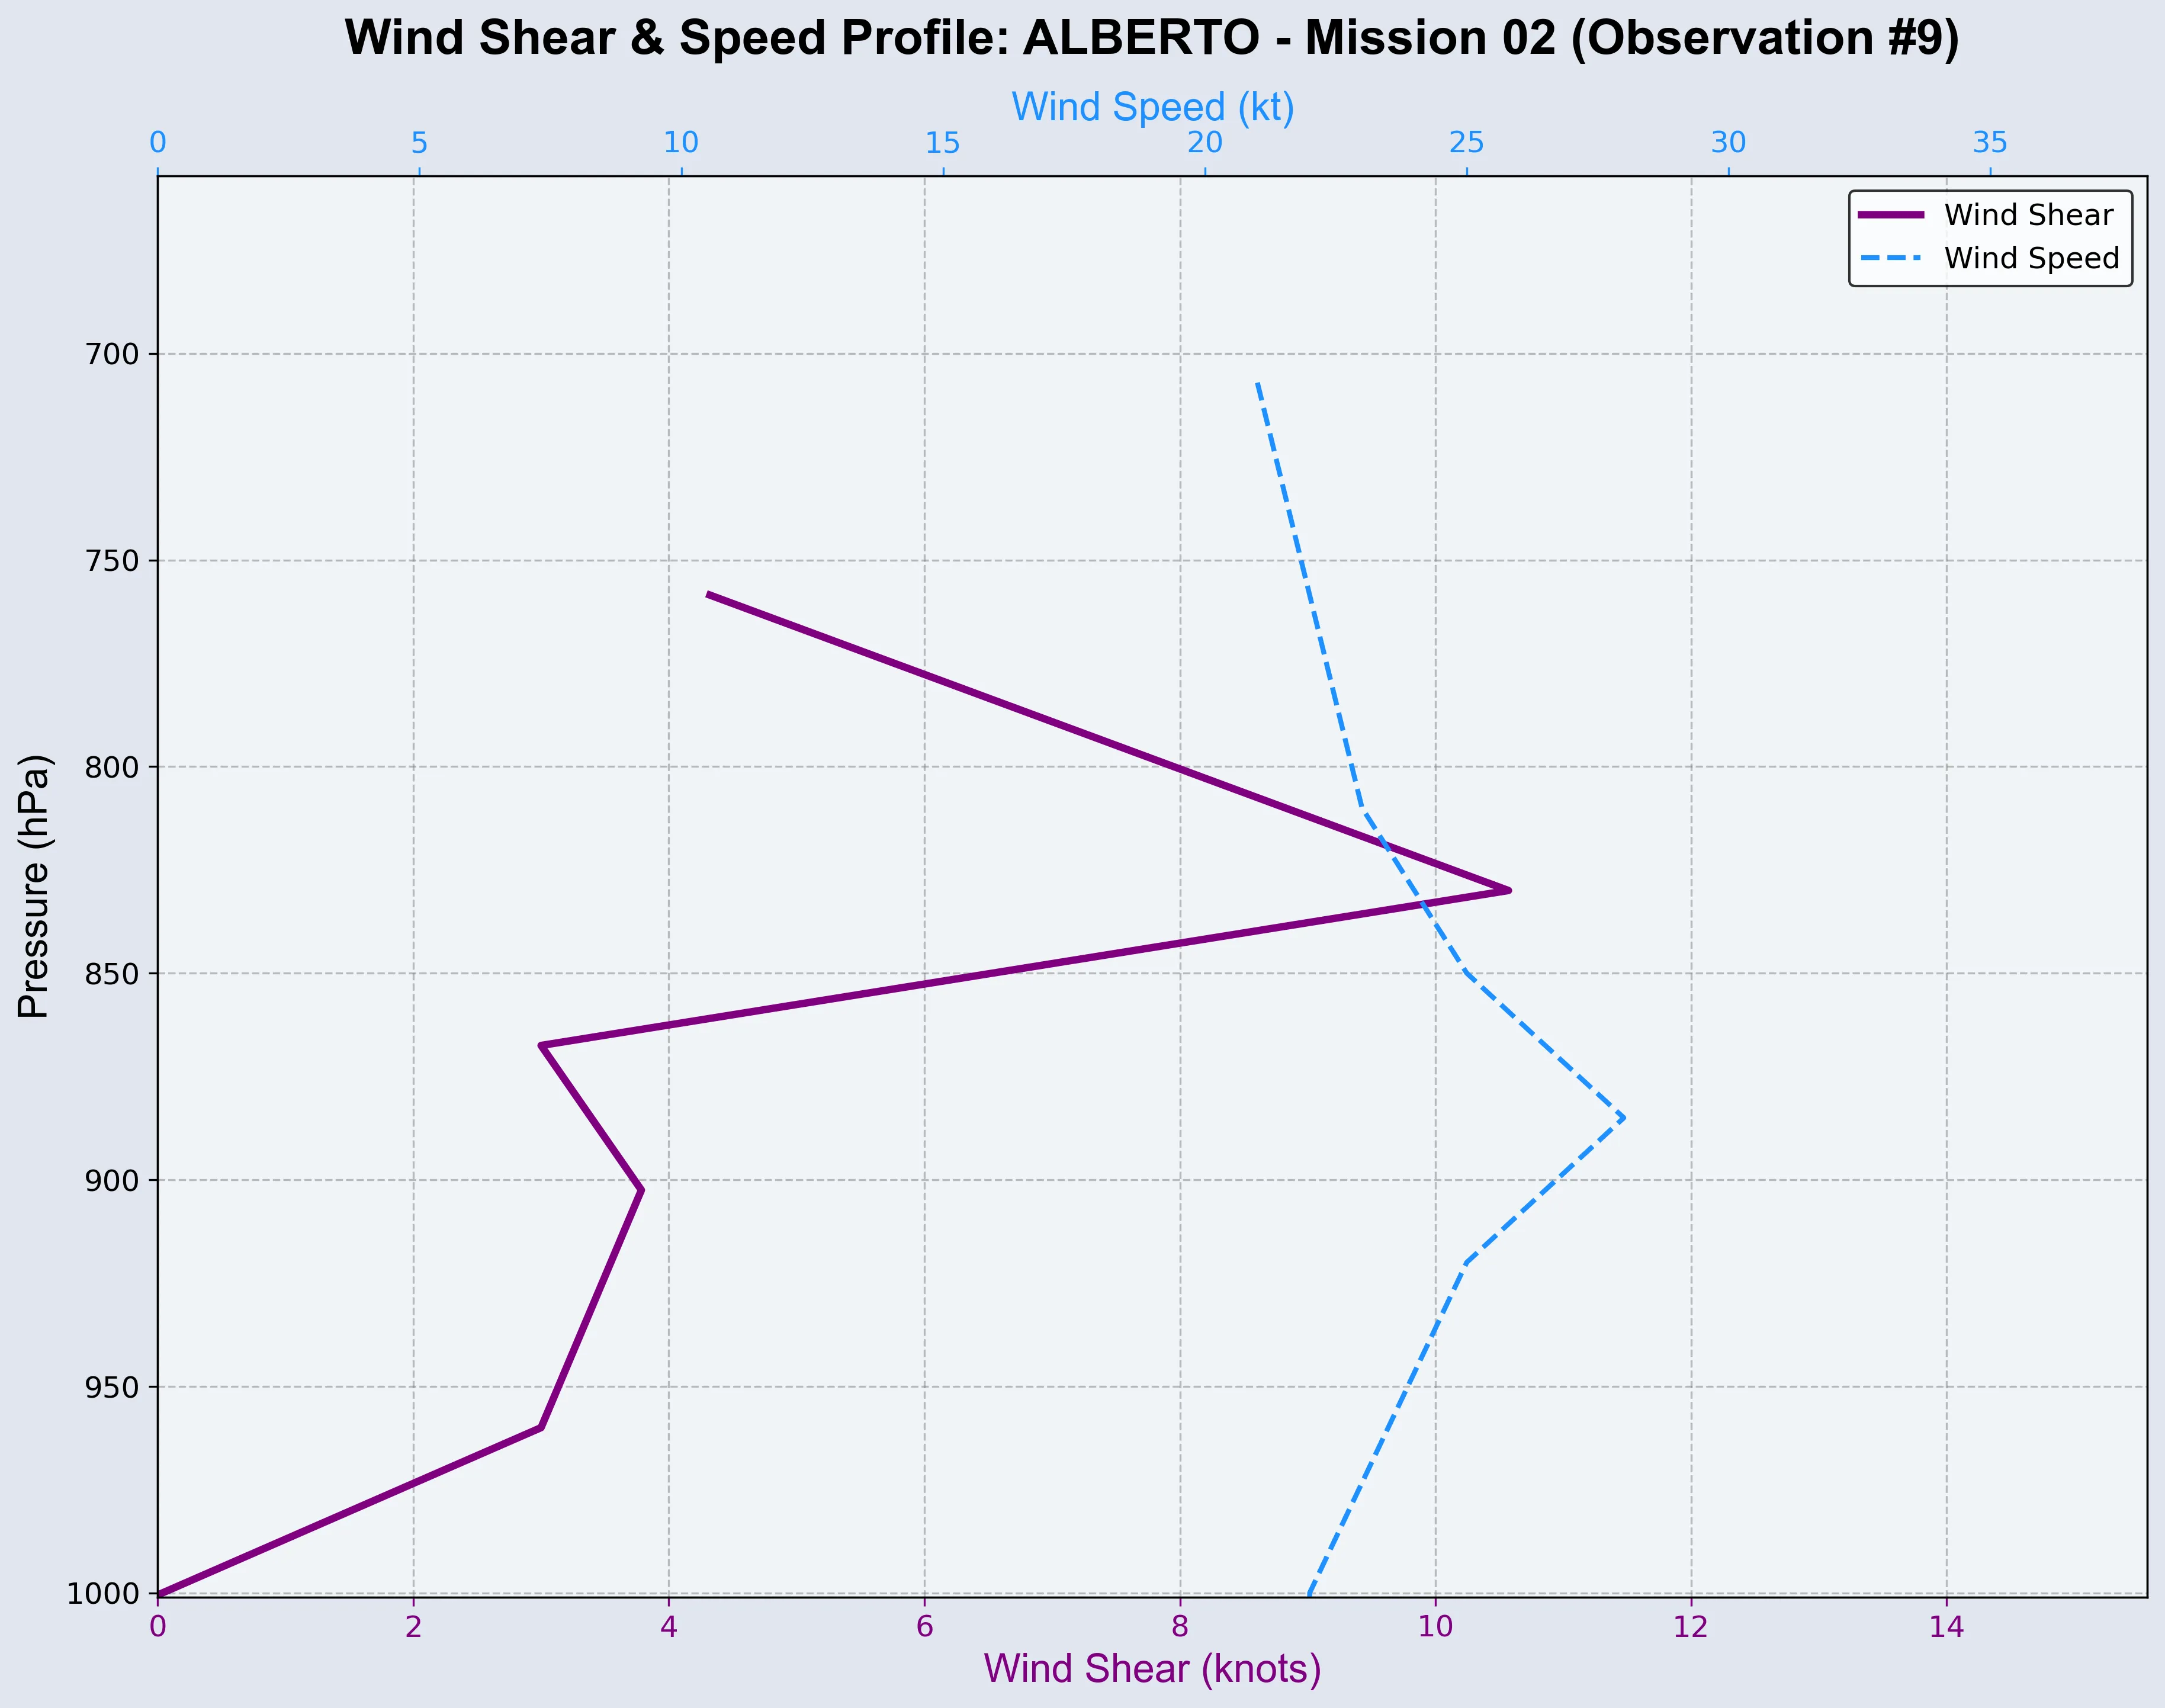 Wind Shear & Speed Profile: ALBERTO - Mission 02 (Observation #9)
Wind Speed (kt)
0 5 10 15 20 25 30 35
Wind Shear
Wind Speed
700
750
800
850
900
950
1000
Pressure (hPa)
0 2 4 6 8 10 12 14
Wind Shear (knots)